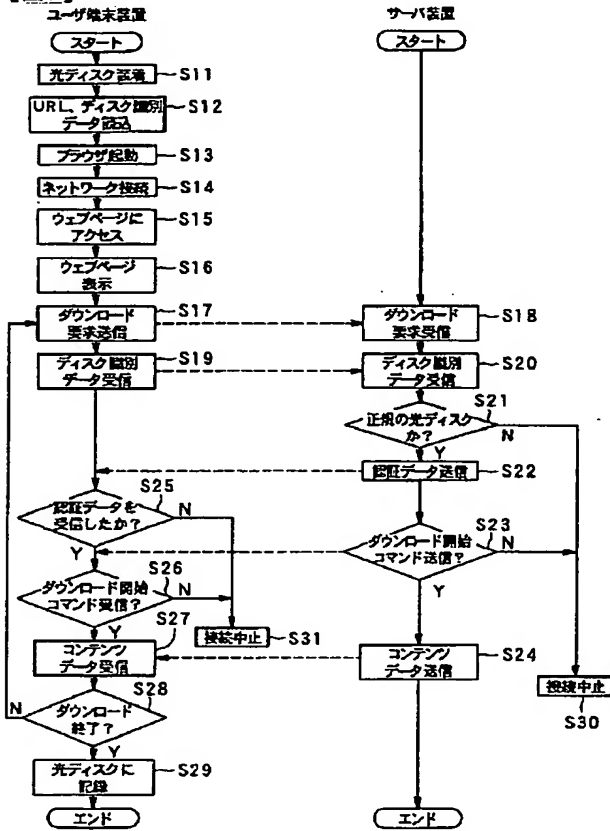 ユーザ端末装置
サーバ装置
スタート
スタート
光ディスク装着
S11
URL、ディスク識別
データ読込
S12
ブラウザ起動
S13
ネットワーク接続
S14
ウェブページに
アクセス
S15
ウェブページ
表示
S16
ダウンロード
要求送信
S17
ダウンロード
要求受信
S18
ディスク識別
データ受信
S19
ディスク識別
データ受信
S20
正規の光ディスク
か?
S21
N
Y
認証データ送信
S22
認証データを
受信したか?
S25
N
Y
ダウンロード開始
コマンド送信?
S23
N
Y
ダウンロード開始
コマンド受信?
S26
N
Y
接続中止
S31
コンテンツ
データ受信
S27
コンテンツ
データ送信
S24
接続中止
S30
ダウンロード
終了?
S28
N
Y
光ディスクに
記録
S29
エンド
エンド